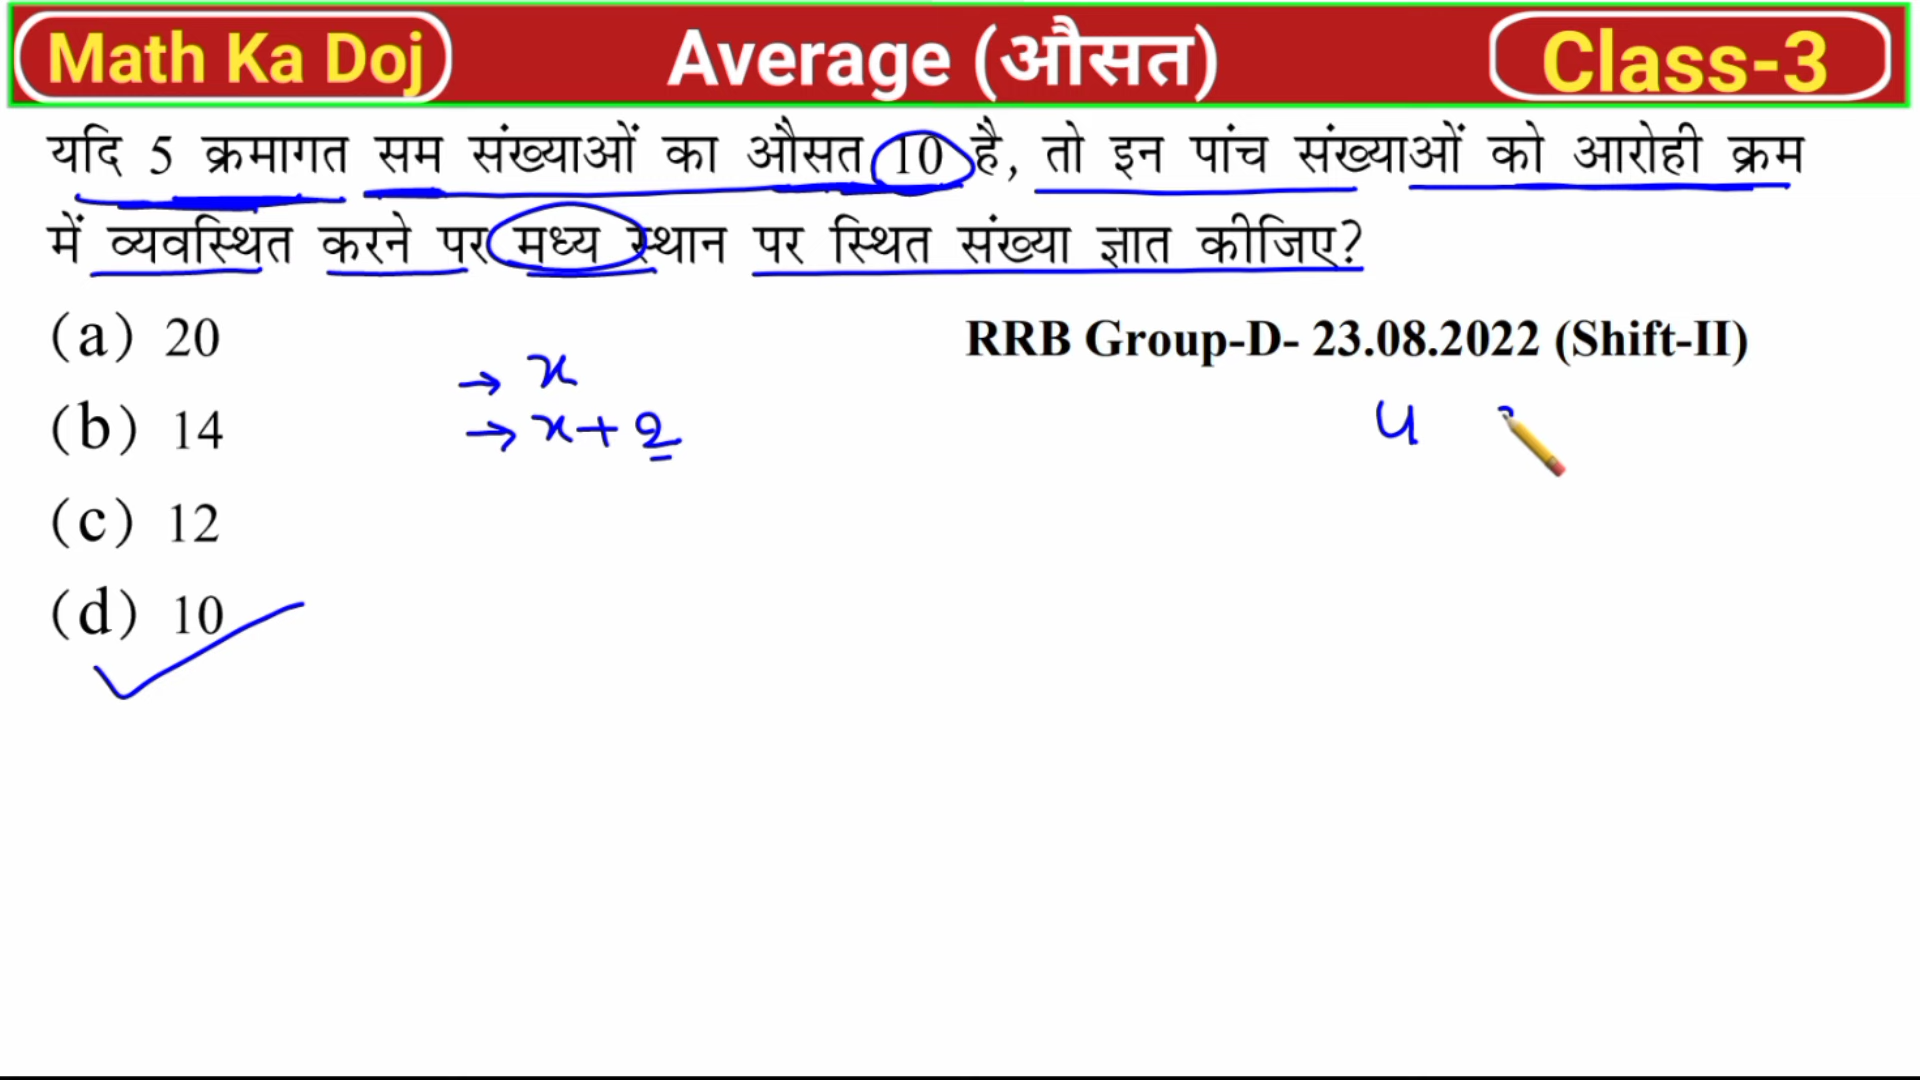 Math Ka Doj Average (औसत) Class-3
यदि 5 क्रमागत सम संख्याओं का औसत 10 है, तो इन पांच संख्याओं को आरोही क्रम
में व्यवस्थित करने पर मध्य स्थान पर स्थित संख्या ज्ञात कीजिए?
(a) 20
RRB Group-D- 23.08.2022 (Shift-II)
→ x
(b) 14
→ x + 2
4
(c) 12
(d) 10